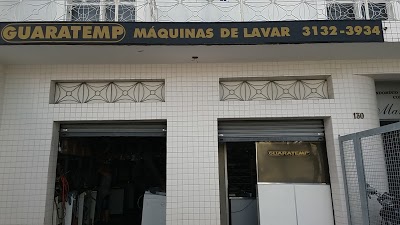 GUARATEMP MÁQUINAS DE LAVAR 3132-3934
130
GUARATEMP